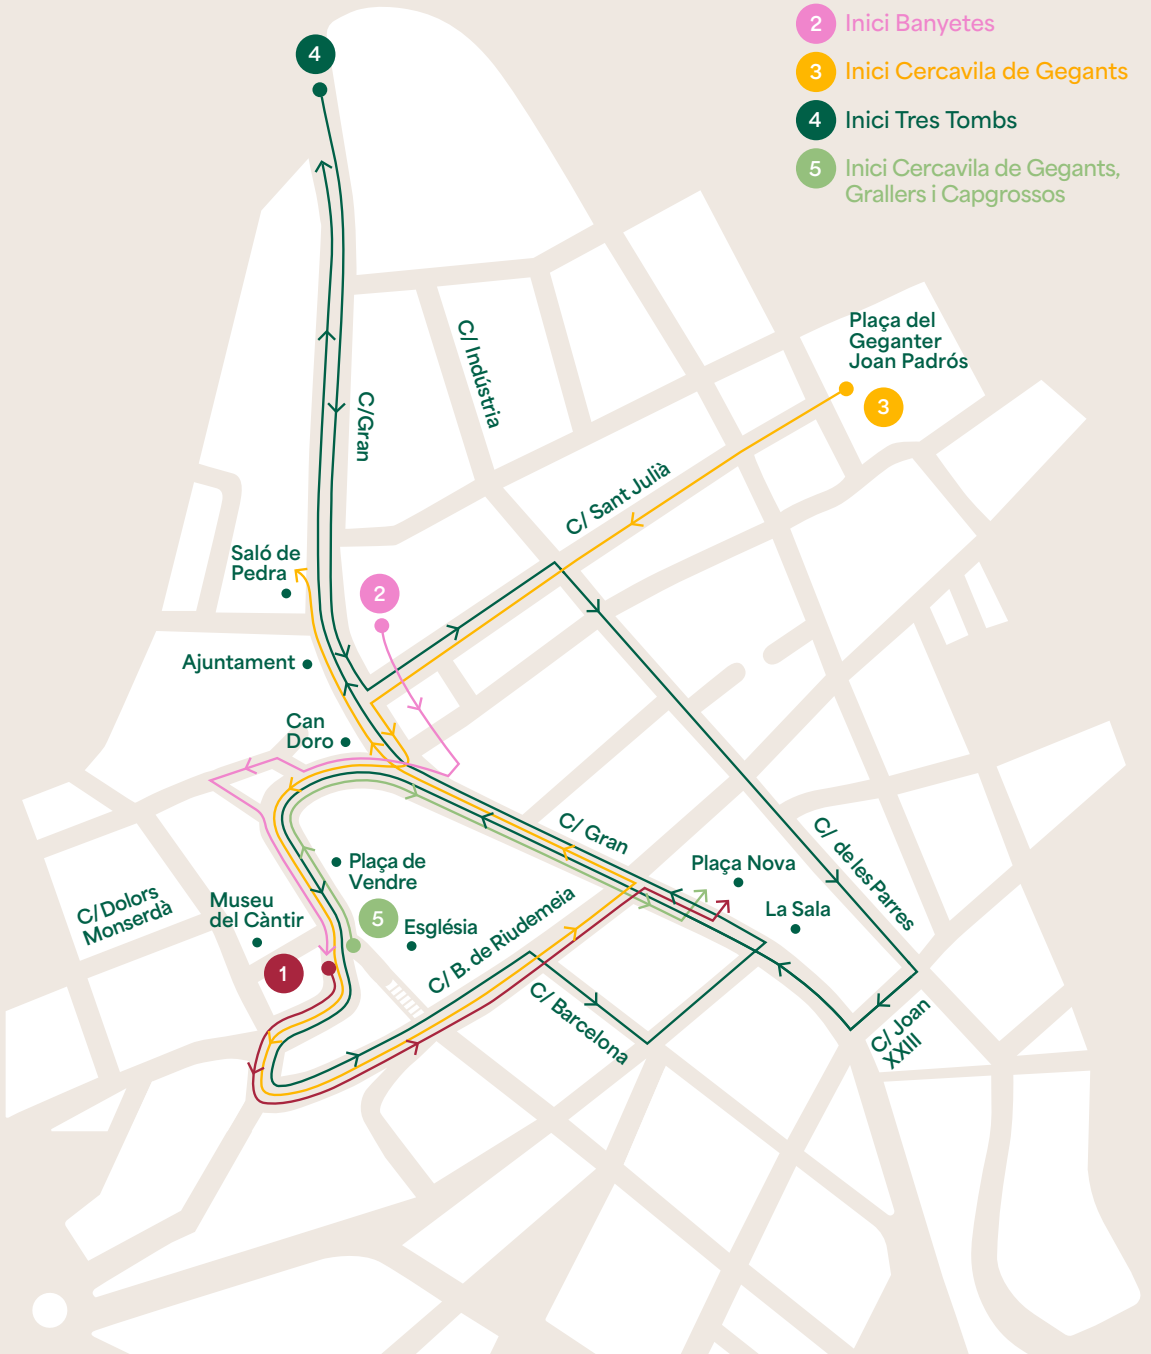 2 Inici Banyetes
3 Inici Cercavila de Gegants
4 Inici Tres Tombs
5 Inici Cercavila de Gegants,
Grallers i Capgrossos
4
Plaça del
Geganter
Joan Padrós
3
C/ Indústria
C/Gran
C/ Sant Julià
Saló de
Pedra
2
Ajuntament
Can
Doro
C/ Gran
C/ de les Parres
Plaça de
Vendre
Plaça Nova
C/ Dolors
Monserdà
Museu
del Càntir
5
Església
La Sala
C/ B. de Riudemeia
1
C/ Barcelona
C/ Joan
XXIII